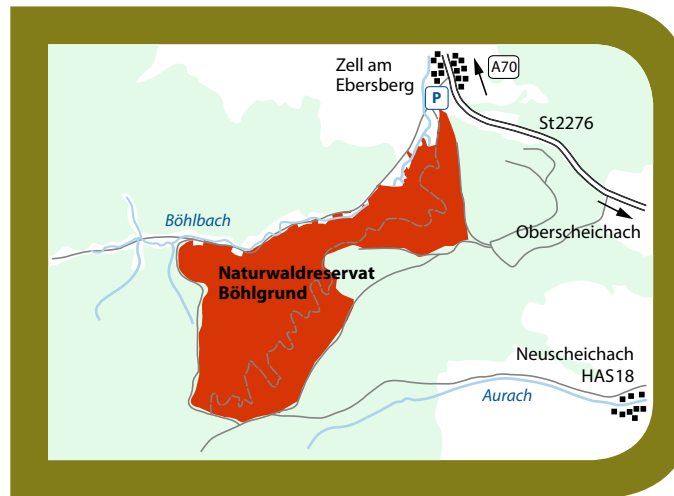 Zell am
Ebersberg
A70
P
St2276
Böhlbach
Oberscheichach
Naturwaldreservat
Böhlgrund
Neuscheichach
HAS18
Aurach